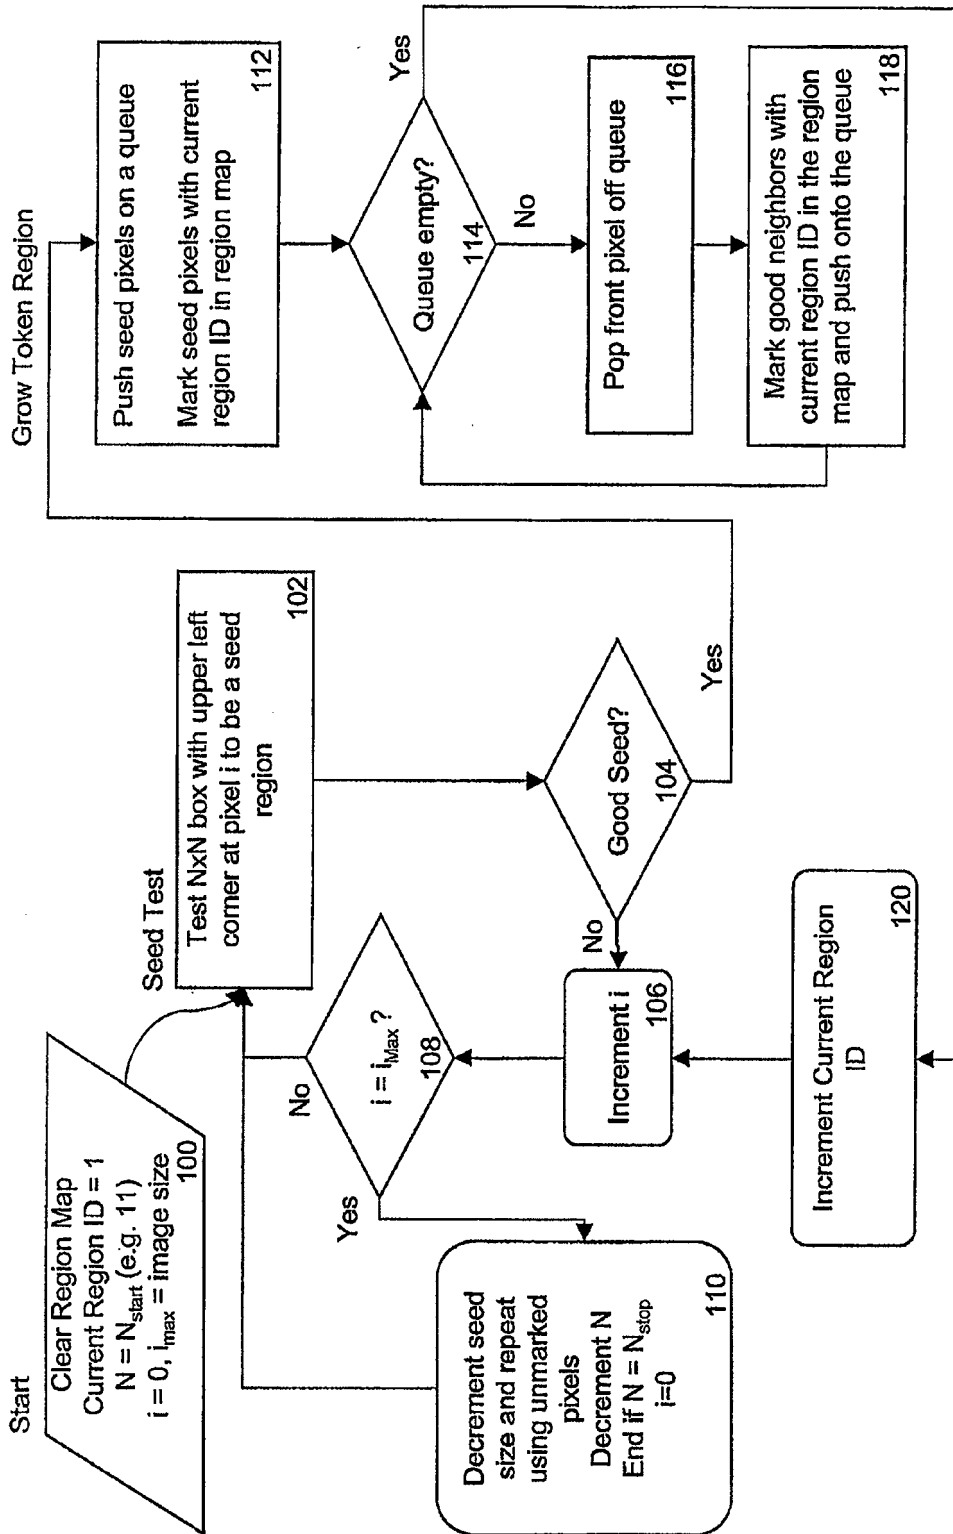 Start
Clear Region Map
Current Region ID = 1
N = Nstart (e.g. 11)
i = 0, imax = image size
100
Seed Test
Test NxN box with upper left
corner at pixel i to be a seed
region
102
Good Seed?
104
No
Yes
Increment i
106
i = iMax ?
108
No
Yes
Decrement seed
size and repeat
using unmarked
pixels
Decrement N
End if N = Nstop
i=0
110
Grow Token Region
Push seed pixels on a queue
Mark seed pixels with current
region ID in region map
112
Queue empty?
114
Yes
No
Pop front pixel off queue
116
Mark good neighbors with
current region ID in the region
map and push onto the queue
118
Increment Current Region
ID
120